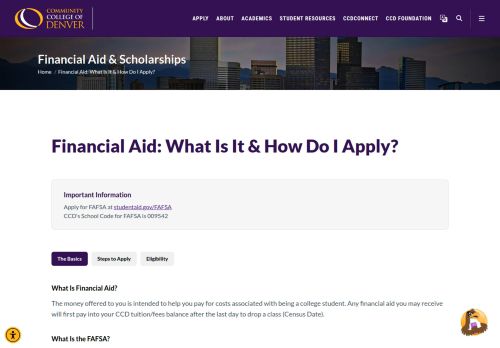 COMMUNITY
COLLEGE OF
DENVER
APPLY ABOUT ACADEMICS STUDENT RESOURCES CCDCONNECT CCD FOUNDATION
Financial Aid & Scholarships
Home / Financial Aid: What Is It & How Do I Apply?
Financial Aid: What Is It & How Do I Apply?
Important Information
Apply for FAFSA at studentaid.gov/FAFSA
CCD's School Code for FAFSA is 009542
The Basics Steps to Apply Eligibility
What Is Financial Aid?
The money offered to you is intended to help you pay for costs associated with being a college student. Any financial aid you may receive
will first pay into your CCD tuition/fees balance after the last day to drop a class (Census Date).
What Is the FAFSA?